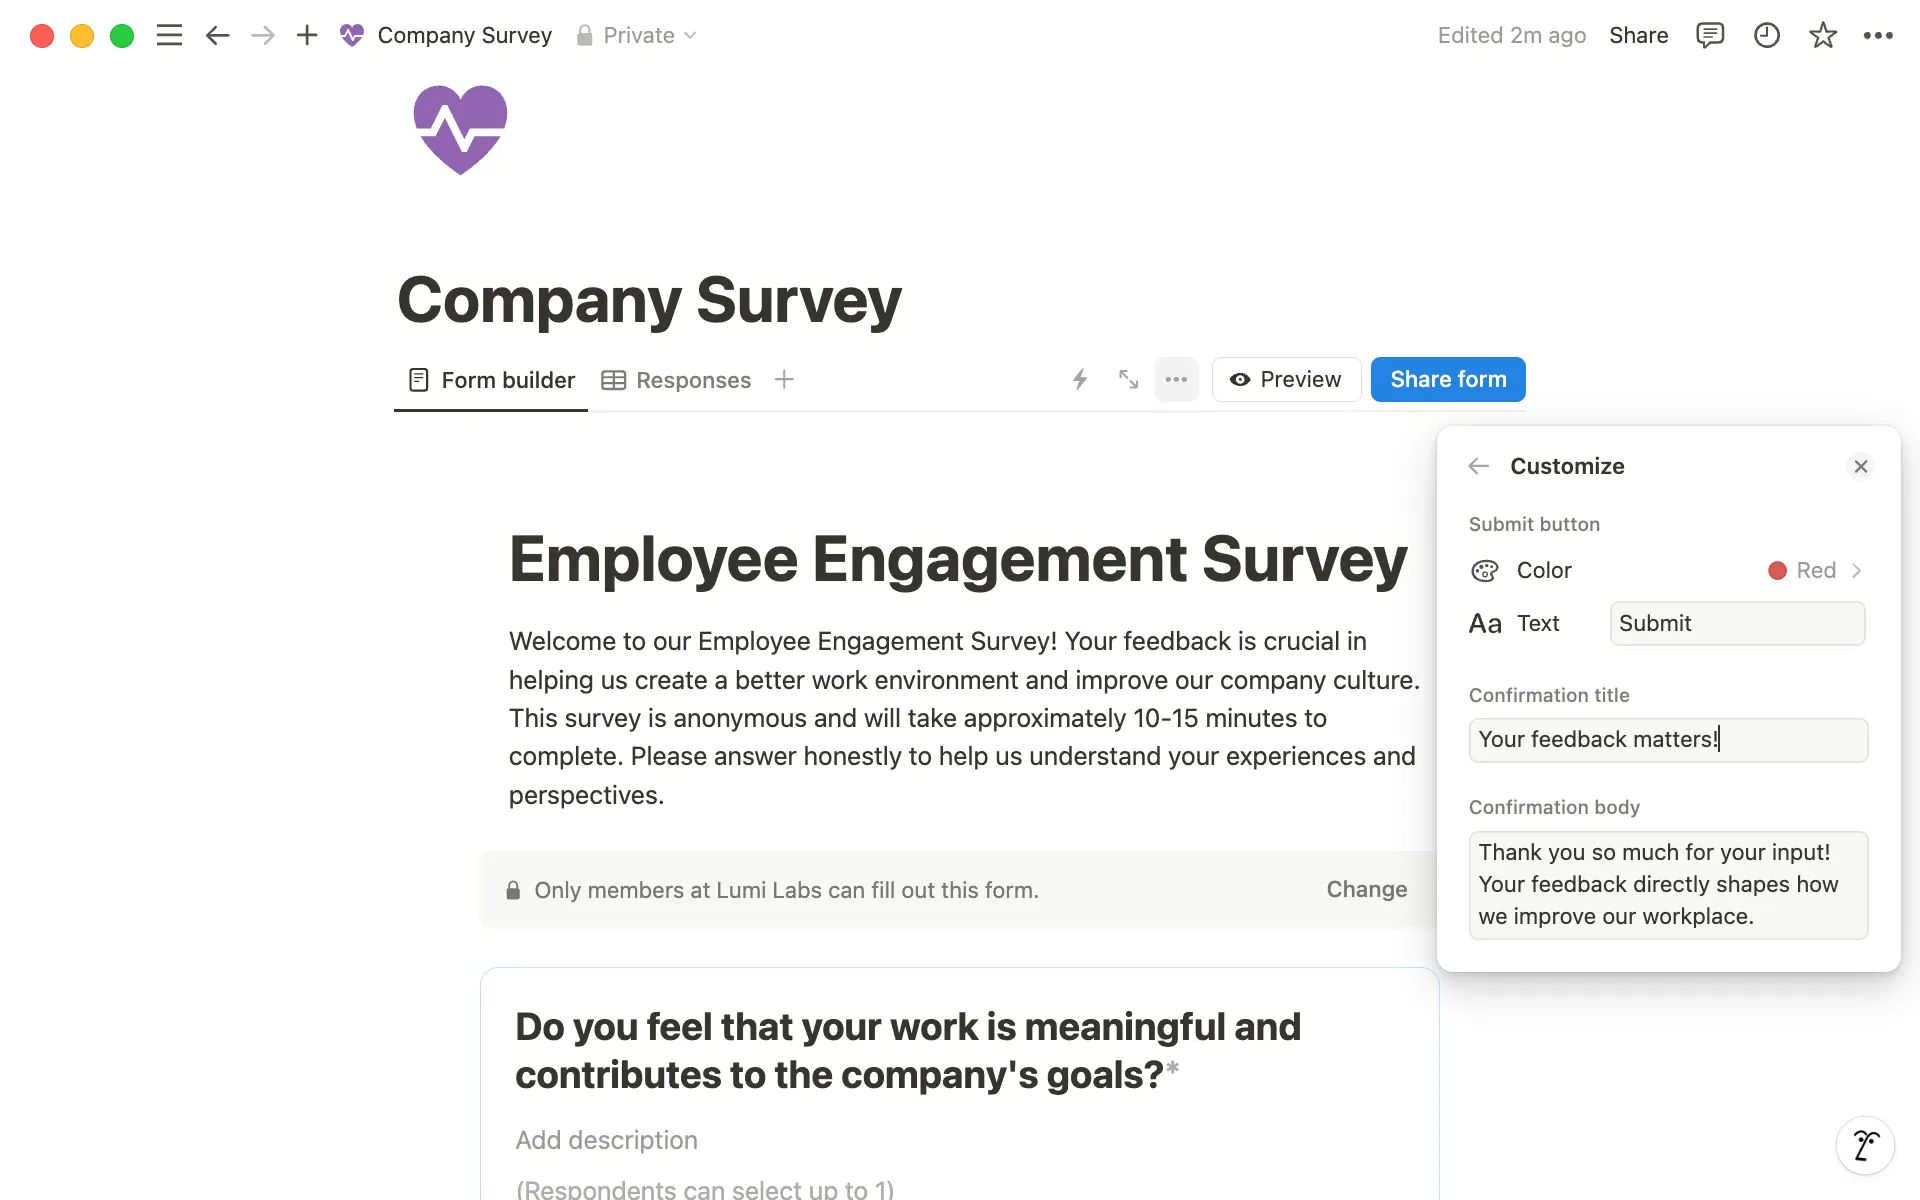 Company Survey
Private
Edited 2m ago
Share
Company Survey
Form builder
Responses
Preview
Share form
Employee Engagement Survey
Welcome to our Employee Engagement Survey! Your feedback is crucial in
helping us create a better work environment and improve our company culture.
This survey is anonymous and will take approximately 10-15 minutes to
complete. Please answer honestly to help us understand your experiences and
perspectives.
Only members at Lumi Labs can fill out this form.
Change
Do you feel that your work is meaningful and
contributes to the company's goals?*
Add description
(Respondents can select up to 1)
Customize
Submit button
Color
Red
Aa Text
Submit
Confirmation title
Your feedback matters!
Confirmation body
Thank you so much for your input!
Your feedback directly shapes how
we improve our workplace.